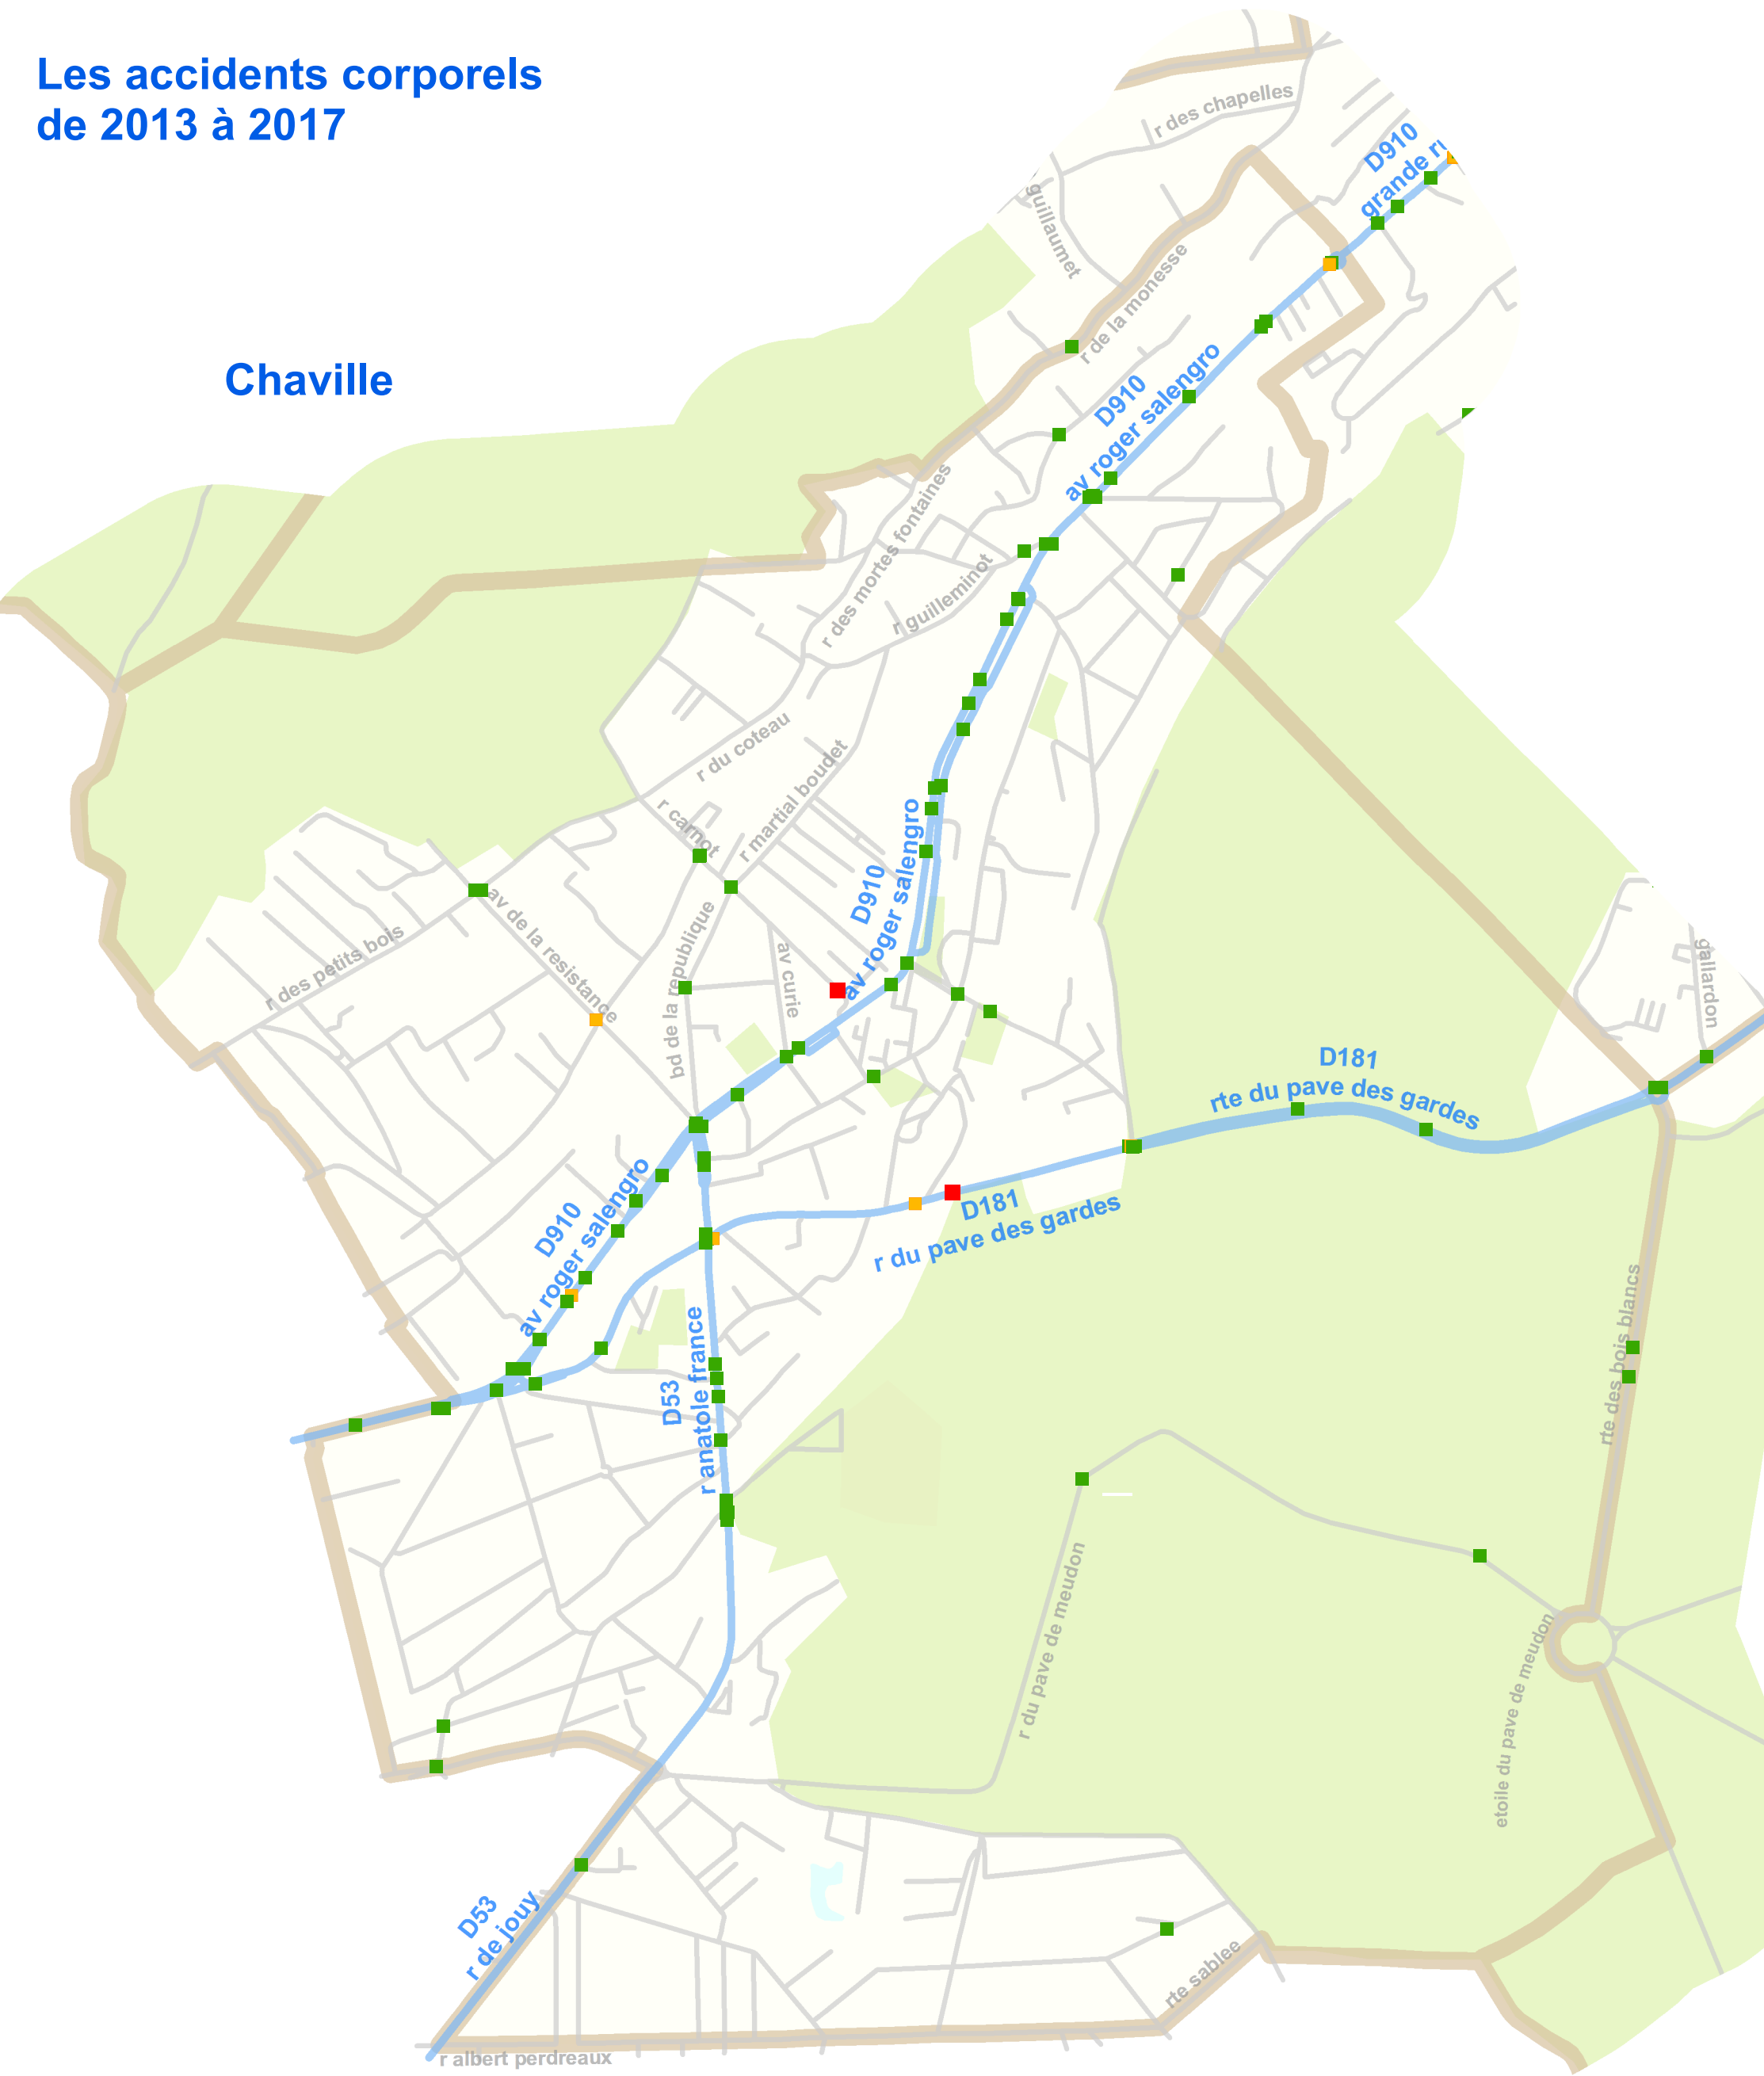 Les accidents corporels
de 2013 à 2017
r des chapelles
D910
grande
guillaumet
r de la monesse
Chaville
D910
av roger salengro
r des mortes fontaines
r guilleminot
r du coteau
r carnot
r martial boudet
D910
av roger salengro
av de la resistance
r des petits bois
bd de la republique
av curie
gallardon
D181
rte du pave des gardes
D181
r du pave des gardes
D910
av roger salengro
rte des bois blancs
D53
r anatole france
r du pave de meudon
etoile du pave de meudon
D53
r de jouy
rte sablee
r albert perdreaux